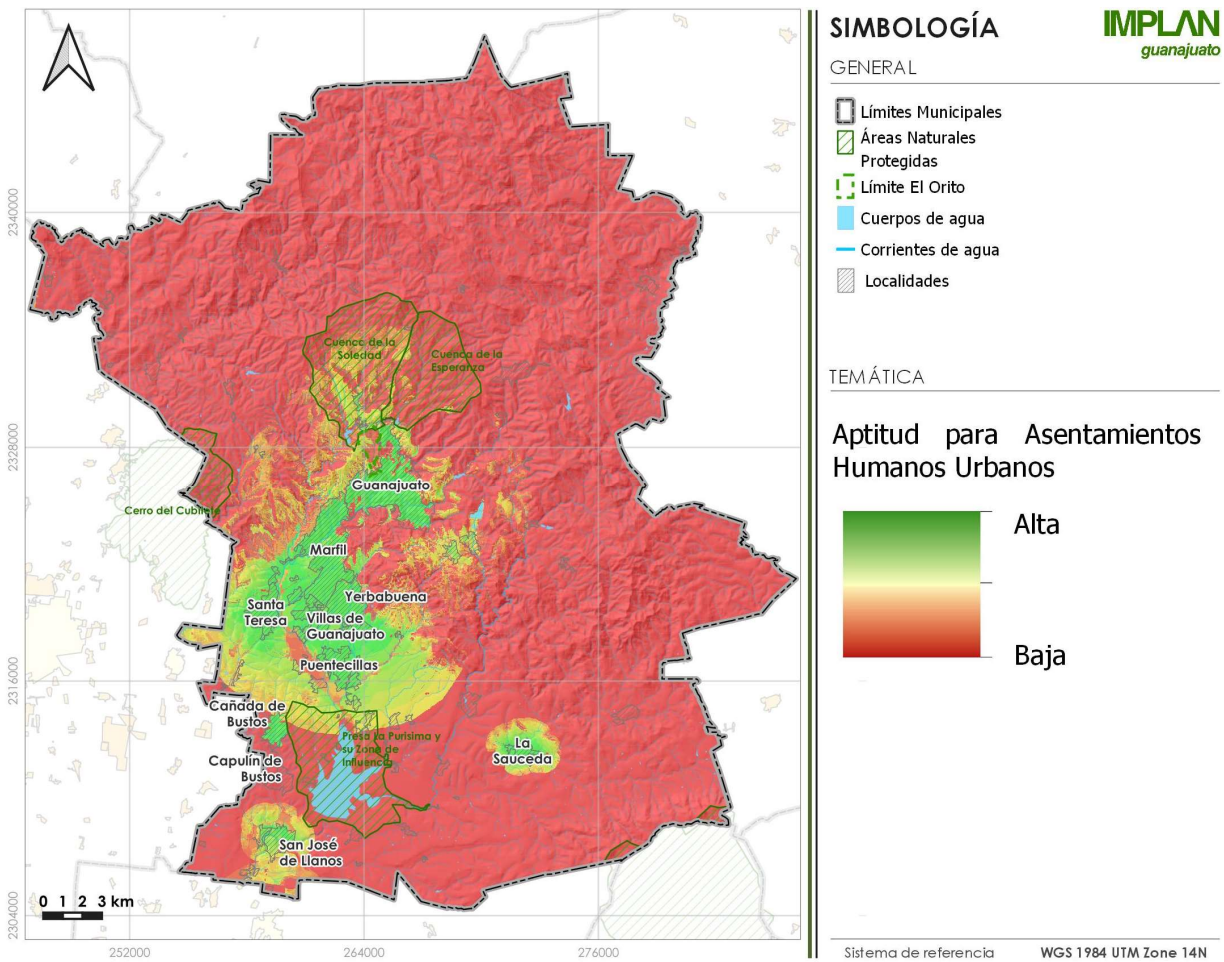 SIMBOLOGÍA
IMPLAN
guanajuato
GENERAL
Límites Municipales
Áreas Naturales
Protegidas
Límite El Orito
Cuerpos de agua
Corrientes de agua
Localidades
TEMÁTICA
Aptitud para Asentamientos
Humanos Urbanos
Alta
Baja
Sistema de referencia
WGS 1984 UTM Zone 14N
2340000
2328000
2316000
2304000
252000
264000
276000
0 1 2 3 km
Cuenca de la
Soledad
Cuenca de la
Esperanza
Guanajuato
Cerro del Cubilete
Marfil
Yerbabuena
Santa
Teresa
Villas de
Guanajuato
Puentecillas
Cañada de
Bustos
Presa La Purisima y
su Zona de
Influencia
Capulín de
Bustos
La
Sauceda
San José
de Llanos